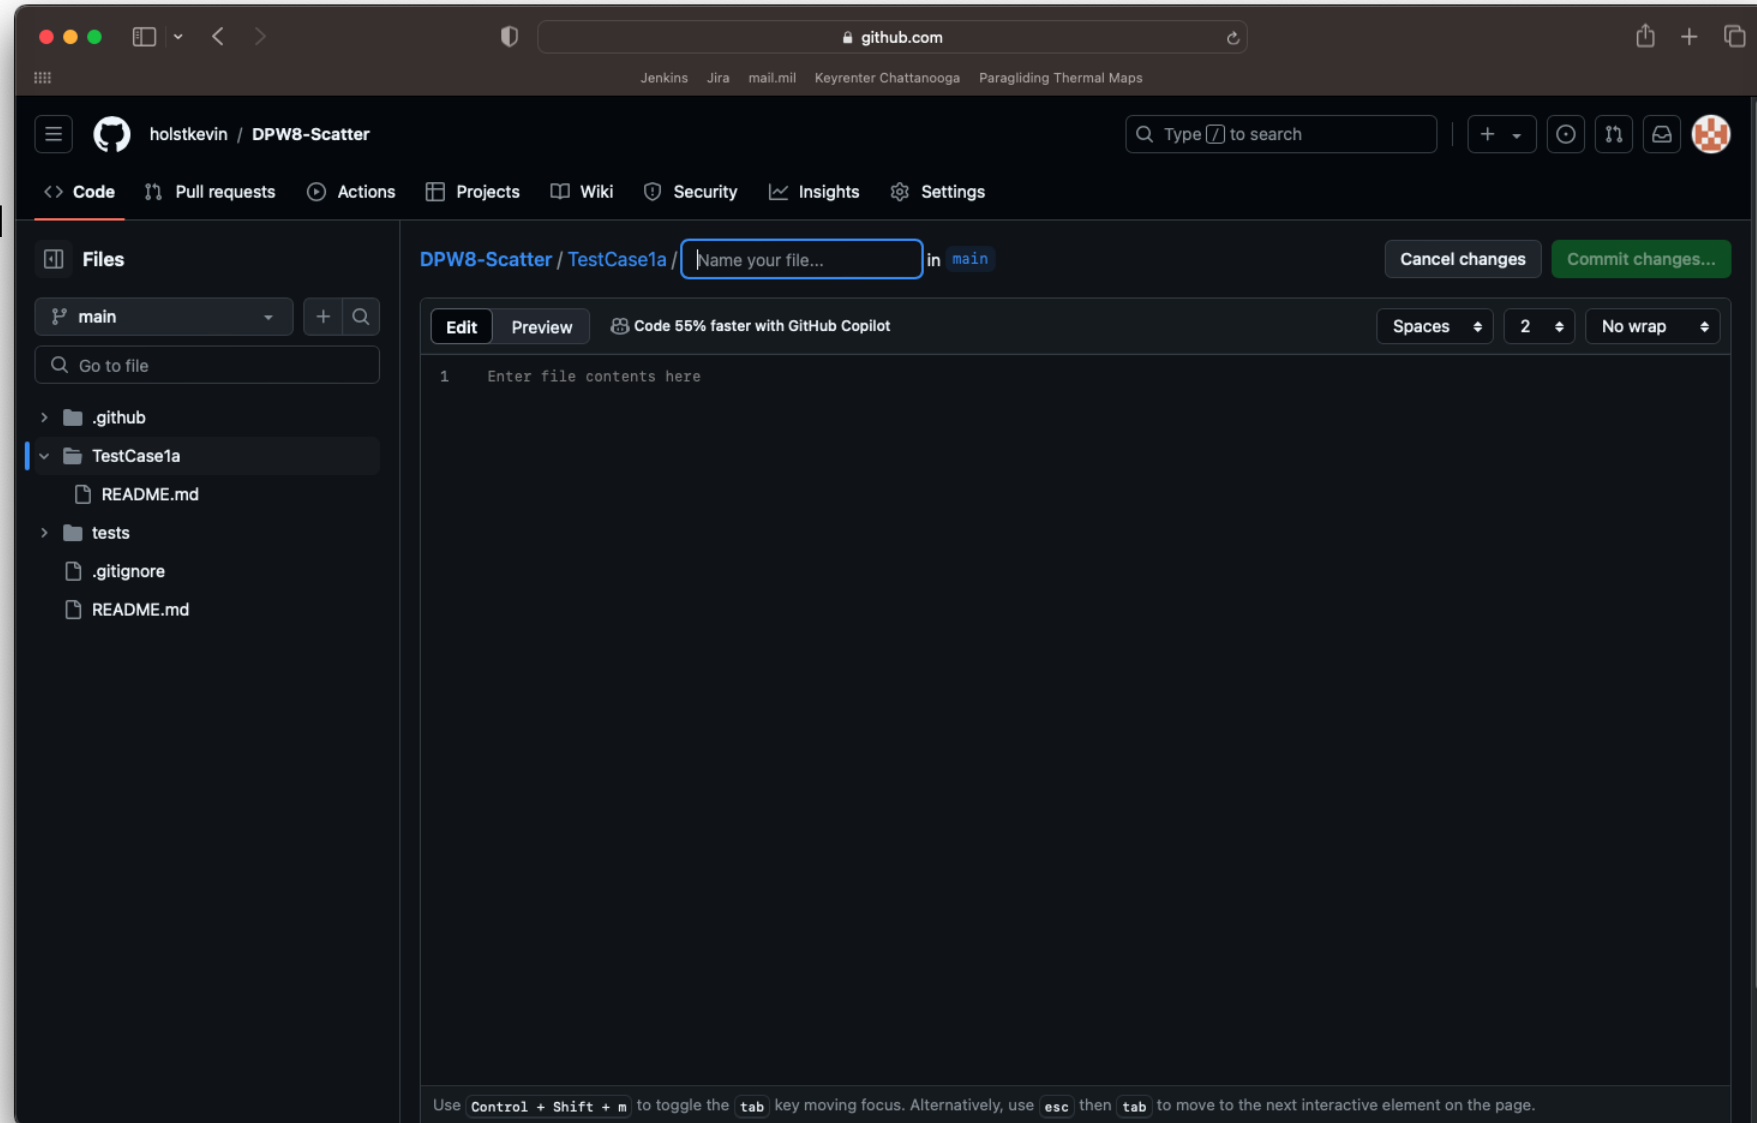 github.com
Jenkins Jira mail.mil Keyrenter Chattanooga Paragliding Thermal Maps
holstkevin / DPW8-Scatter
Type / to search
Code Pull requests Actions Projects Wiki Security Insights Settings
Files
DPW8-Scatter / TestCase1a / Name your file... in main
Cancel changes Commit changes...
main
Edit Preview Code 55% faster with GitHub Copilot
Spaces 2 No wrap
Go to file
1 Enter file contents here
.github
TestCase1a
README.md
tests
.gitignore
README.md
Use Control + Shift + m to toggle the tab key moving focus. Alternatively, use esc then tab to move to the next interactive element on the page.